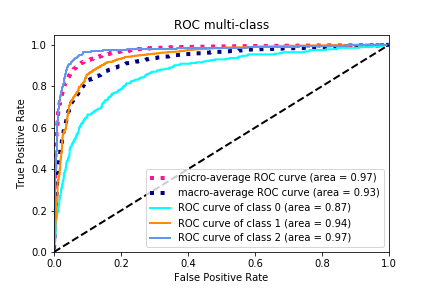 ROC multi-class
1.0
0.8
0.6
0.4
0.2
0.0
True Positive Rate
micro-average ROC curve (area = 0.97)
macro-average ROC curve (area = 0.93)
ROC curve of class 0 (area = 0.87)
ROC curve of class 1 (area = 0.94)
ROC curve of class 2 (area = 0.97)
0.0 0.2 0.4 0.6 0.8 1.0
False Positive Rate